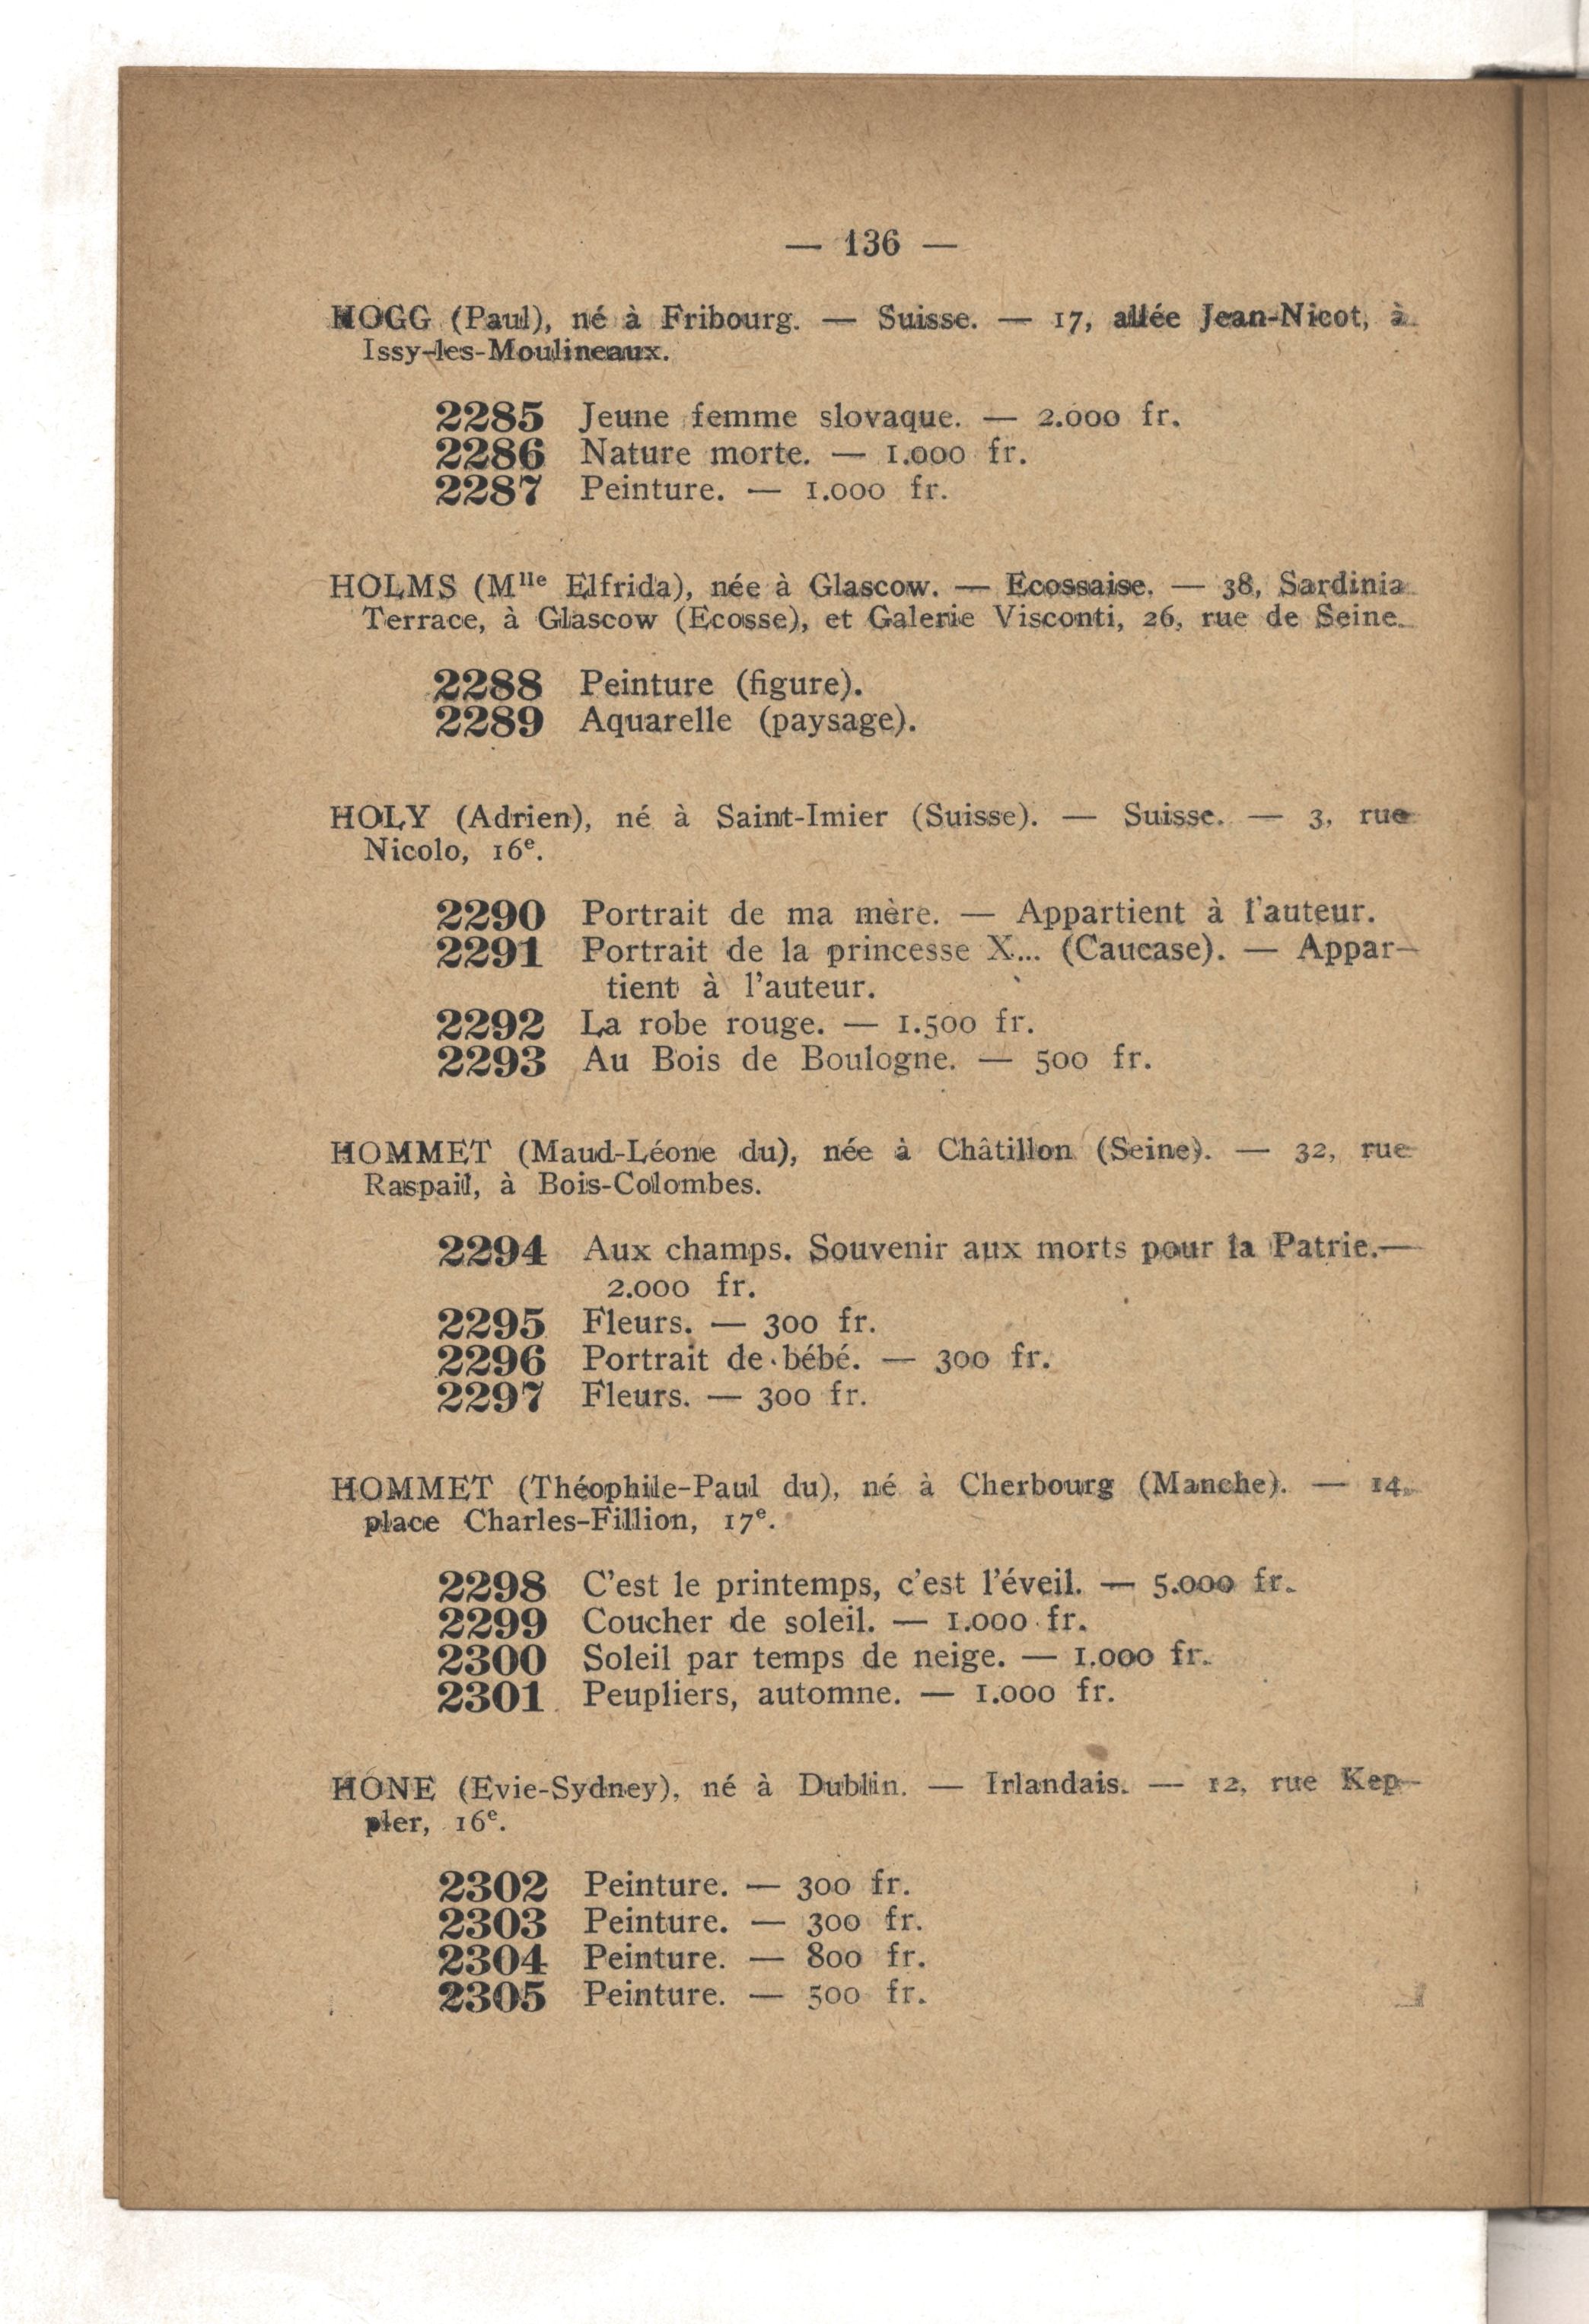 — 136 —
HOGG (Paul), né à Fribourg. — Suisse. — 17, allée Jean-Nicot, à
Issy-les-Moulineaux.
2285 Jeune femme slovaque. — 2.000 fr.
2286 Nature morte. — 1.000 fr.
2287 Peinture. — 1.000 fr.
HOLMS (Mlle Elfrida), née à Glascow. — Ecossaise. — 38, Sardinia
Terrace, à Glascow (Ecosse), et Galerie Visconti, 26, rue de Seine.
2288 Peinture (figure).
2289 Aquarelle (paysage).
HOLY (Adrien), né à Saint-Imier (Suisse). — Suisse. — 3, rue
Nicolo, 16e.
2290 Portrait de ma mère. — Appartient à l'auteur.
2291 Portrait de la princesse X... (Caucase). — Appar-
tient à l'auteur.
2292 La robe rouge. — 1.500 fr.
2293 Au Bois de Boulogne. — 500 fr.
HOMMET (Maud-Léone du), née à Châtillon (Seine). — 32, rue
Raspail, à Bois-Colombes.
2294 Aux champs. Souvenir aux morts pour la Patrie.—
2.000 fr.
2295 Fleurs. — 300 fr.
2296 Portrait de bébé. — 300 fr.
2297 Fleurs. — 300 fr.
HOMMET (Théophile-Paul du), né à Cherbourg (Manche). — 14,
place Charles-Fillion, 17e.
2298 C'est le printemps, c'est l'éveil. — 5.000 fr.
2299 Coucher de soleil. — 1.000 fr.
2300 Soleil par temps de neige. — 1.000 fr.
2301 Peupliers, automne. — 1.000 fr.
HONE (Evie-Sydney), né à Dublin. — Irlandais. — 12, rue Kep-
pler, 16e.
2302 Peinture. — 300 fr.
2303 Peinture. — 300 fr.
2304 Peinture. — 800 fr.
2305 Peinture. — 500 fr.